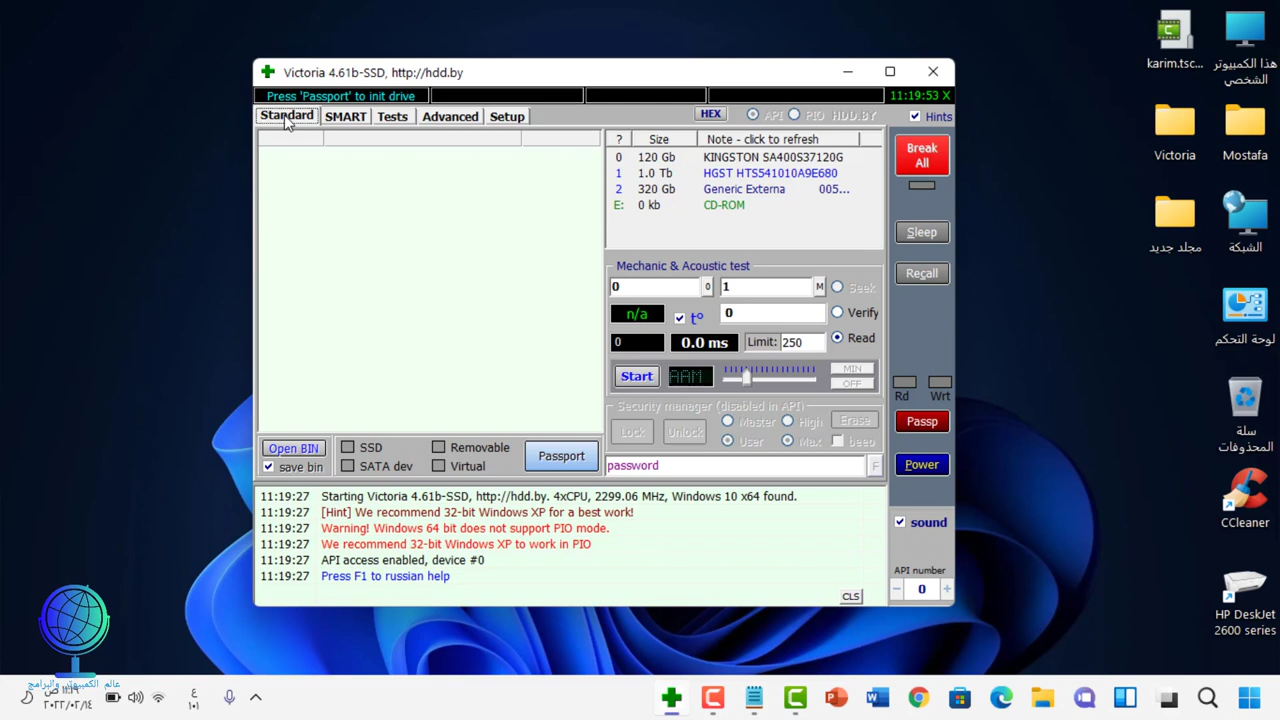 Victoria 4.61b-SSD, http://hdd.by
Press 'Passport' to init drive
11:19:53 X
Standard SMART Tests Advanced Setup
HEX API PIO HDD.BY Hints
? Size Note - click to refresh
0 120 Gb KINGSTON SA400S37120G
1 1.0 Tb HGST HTS541010A9E680
2 320 Gb Generic Externa 005...
E: 0 kb CD-ROM
Break All
Sleep
Recall
Mechanic & Acoustic test
0 0 1 M Seek
n/a t° 0 Verify
0 0.0 ms Limit: 250 Read
Start AAM MIN
OFF
Rd Wrt
Security manager (disabled in API)
Lock Unlock Master High Erase
User Max beep
password F
Passp
Power
Open BIN SSD Removable
save bin SATA dev Virtual
Passport
11:19:27 Starting Victoria 4.61b-SSD, http://hdd.by. 4xCPU, 2299.06 MHz, Windows 10 x64 found.
11:19:27 [Hint] We recommend 32-bit Windows XP for a best work!
11:19:27 Warning! Windows 64 bit does not support PIO mode.
11:19:27 We recommend 32-bit Windows XP to work in PIO
11:19:27 API access enabled, device #0
11:19:27 Press F1 to russian help
CLS
sound
API number
- 0 +
karim.tsc...
هذا الكمبيوتر الشخصي
Victoria
Mostafa
مجلد جديد
الشبكة
لوحة التحكم
سلة المحذوفات
CCleaner
HP DeskJet 2600 series
عالم الكمبيوتر والبرامج
١١:١٩ ص
٢٠٢٢/٠٢/١٤
ع
١٠١